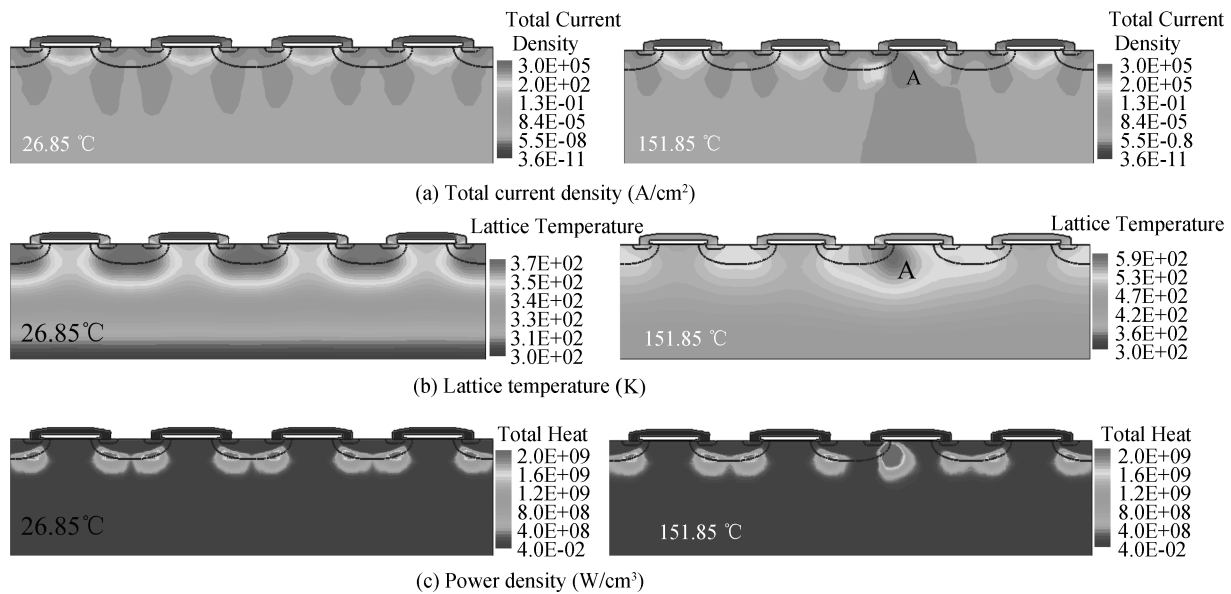 Total Current
Density
3.0E+05
2.0E+02
1.3E-01
8.4E-05
5.5E-08
3.6E-11
26.85 ℃
Total Current
Density
3.0E+05
2.0E+05
1.3E-01
8.4E-05
5.5E-0.8
3.6E-11
A
151.85 ℃
(a) Total current density (A/cm²)
Lattice Temperature
3.7E+02
3.5E+02
3.4E+02
3.3E+02
3.1E+02
3.0E+02
26.85℃
Lattice Temperature
5.9E+02
5.3E+02
4.7E+02
4.2E+02
3.6E+02
3.0E+02
A
151.85 ℃
(b) Lattice temperature (K)
Total Heat
2.0E+09
1.6E+09
1.2E+09
8.0E+08
4.0E+08
4.0E-02
26.85℃
Total Heat
2.0E+09
1.6E+09
1.2E+09
8.0E+08
4.0E+08
4.0E-02
151.85 ℃
(c) Power density (W/cm³)